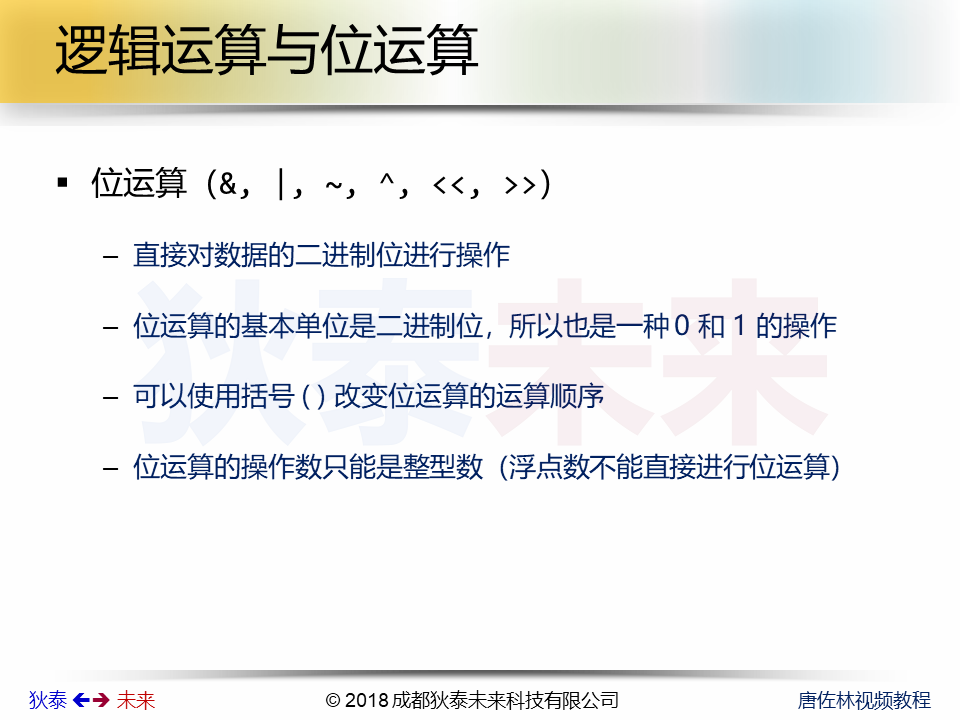 逻辑运算与位运算
▪ 位运算（&，|，~，^，<<，>>）
– 直接对数据的二进制位进行操作
– 位运算的基本单位是二进制位，所以也是一种 0 和 1 的操作
– 可以使用括号 ( ) 改变位运算的运算顺序
– 位运算的操作数只能是整型数（浮点数不能直接进行位运算）
狄泰未来
狄泰 ←→ 未来
© 2018 成都狄泰未来科技有限公司
唐佐林视频教程